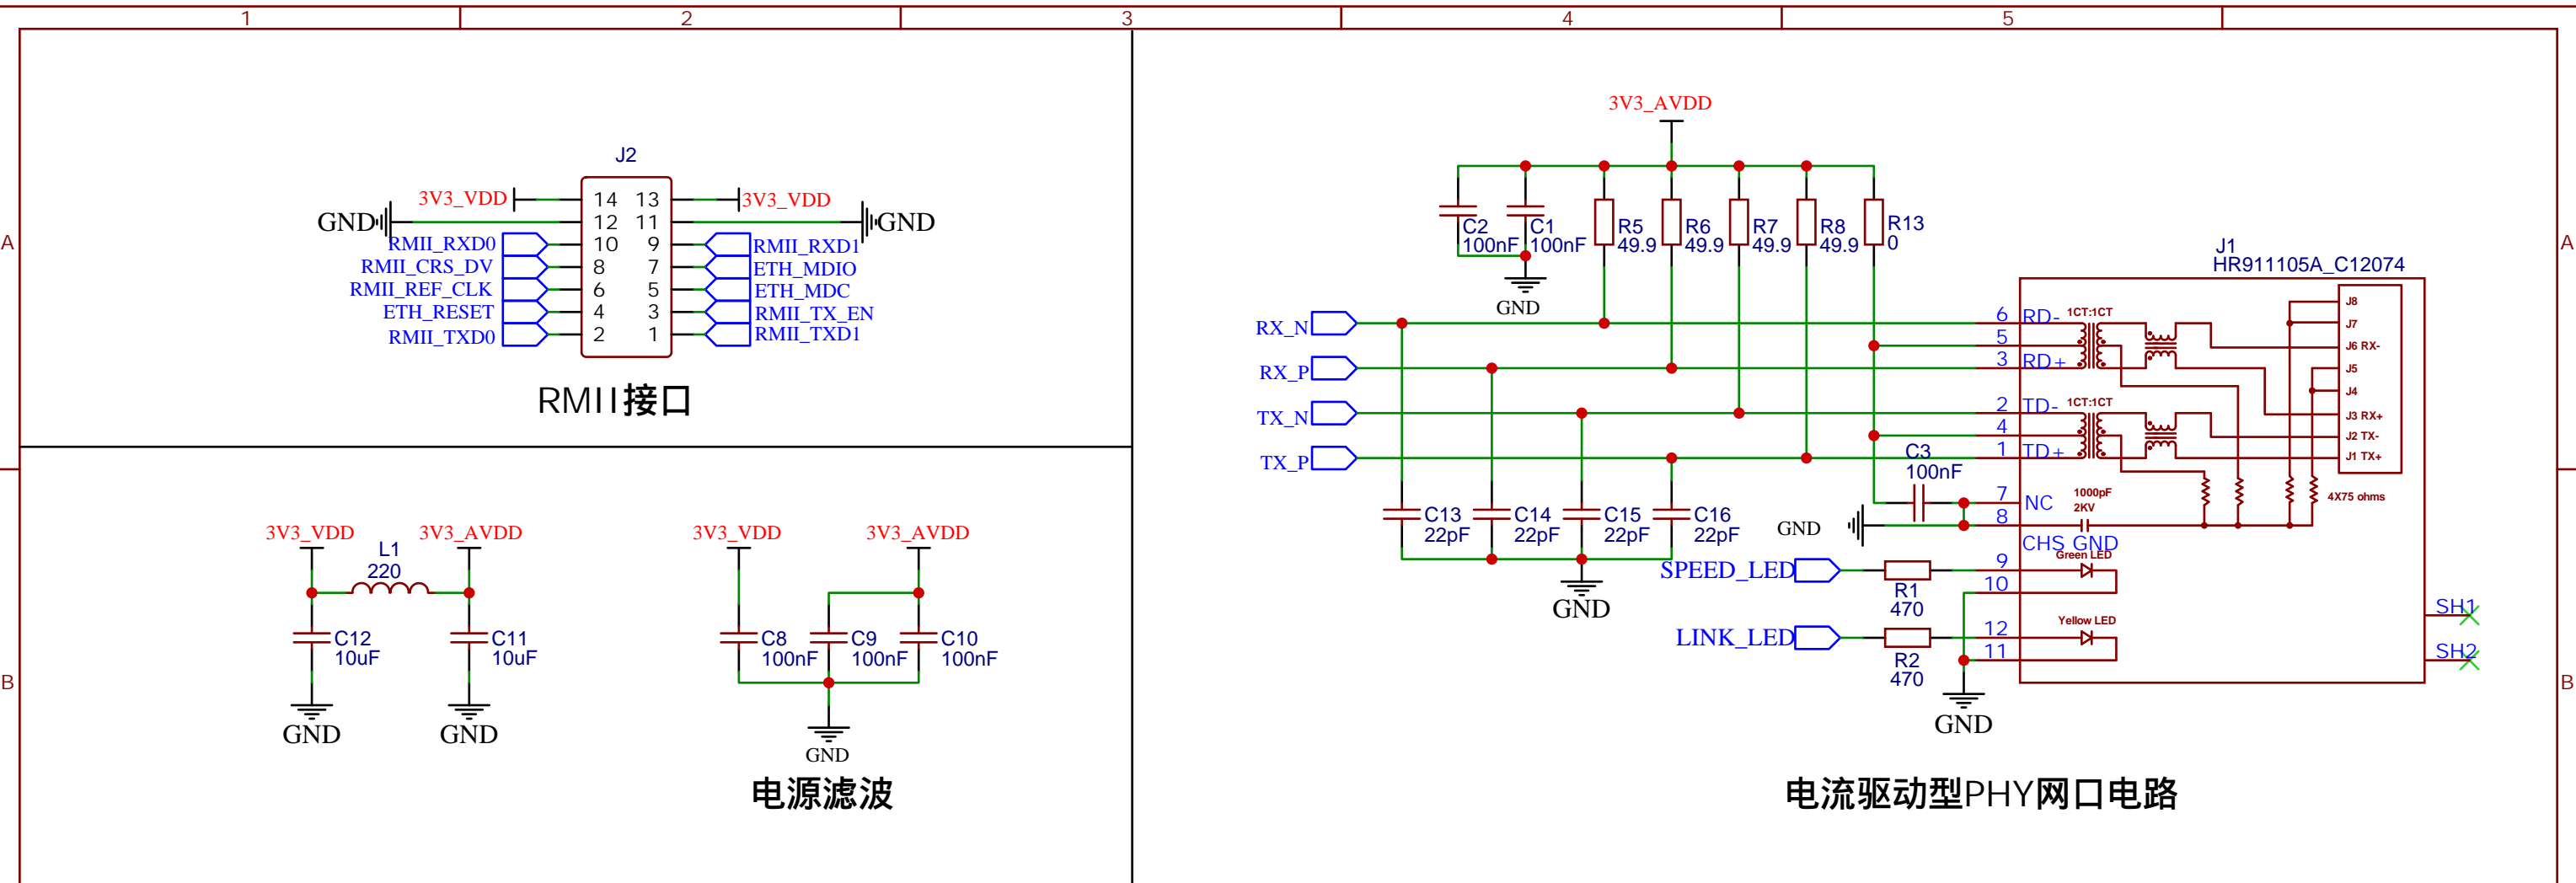 1 2 3 4 5
A
A
B
B
J2
3V3_VDD 14 13 3V3_VDD
GND 12 11 GND
RMII_RXD0 10 9 RMII_RXD1
RMII_CRS_DV 8 7 ETH_MDIO
RMII_REF_CLK 6 5 ETH_MDC
ETH_RESET 4 3 RMII_TX_EN
RMII_TXD0 2 1 RMII_TXD1
RMII接口
3V3_VDD
3V3_AVDD
L1
220
C12
10uF
C11
10uF
GND
GND
3V3_VDD
3V3_AVDD
C8
100nF
C9
100nF
C10
100nF
GND
电源滤波
3V3_AVDD
C2
100nF
C1
100nF
GND
R5
49.9
R6
49.9
R7
49.9
R8
49.9
R13
0
RX_N
RX_P
TX_N
TX_P
C13
22pF
C14
22pF
C15
22pF
C16
22pF
GND
C3
100nF
GND
SPEED_LED
R1
470
LINK_LED
R2
470
GND
J1
HR911105A_C12074
6 RD- 1CT:1CT
5
3 RD+
2 TD- 1CT:1CT
4
1 TD+
7 NC
8
CHS GND
1000pF
2KV
4X75 ohms
9 Green LED
10
12 Yellow LED
11
J8
J7
J6 RX-
J5
J4
J3 RX+
J2 TX-
J1 TX+
SH1
SH2
电流驱动型PHY网口电路